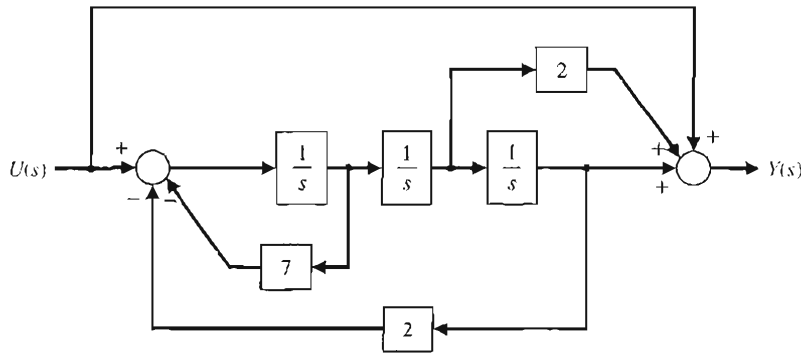 2
U(s) + + + Y(s)
1/s 1/s 1/s
+
− −
7
2